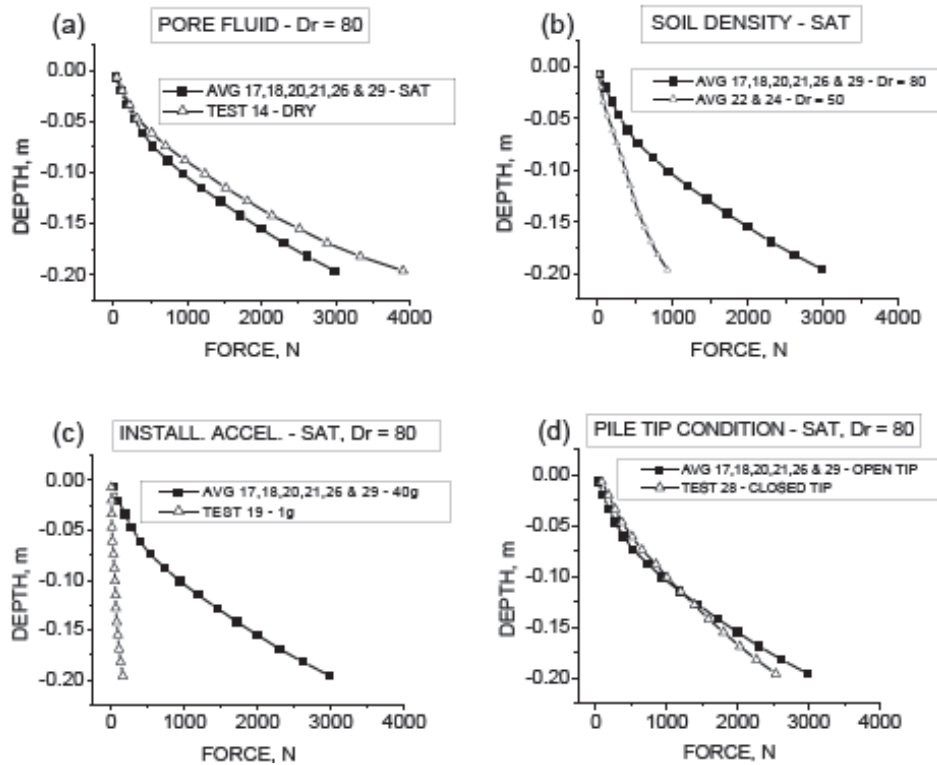 (a)
PORE FLUID - Dr = 80
AVG 17,18,20,21,26 & 29 - SAT
TEST 14 - DRY
0.00
-0.05
-0.10
-0.15
-0.20
DEPTH, m
0 1000 2000 3000 4000
FORCE, N
(b)
SOIL DENSITY - SAT
AVG 17,18,20,21,26 & 29 - Dr = 80
AVG 22 & 24 - Dr = 50
0.00
-0.05
-0.10
-0.15
-0.20
DEPTH, m
0 1000 2000 3000 4000
FORCE, N
(c)
INSTALL. ACCEL. - SAT, Dr = 80
AVG 17,18,20,21,26 & 29 - 40g
TEST 19 - 1g
0.00
-0.05
-0.10
-0.15
-0.20
DEPTH, m
0 1000 2000 3000 4000
FORCE, N
(d)
PILE TIP CONDITION - SAT, Dr = 80
AVG 17,18,20,21,26 & 29 - OPEN TIP
TEST 28 - CLOSED TIP
0.00
-0.05
-0.10
-0.15
-0.20
DEPTH, m
0 1000 2000 3000 4000
FORCE, N